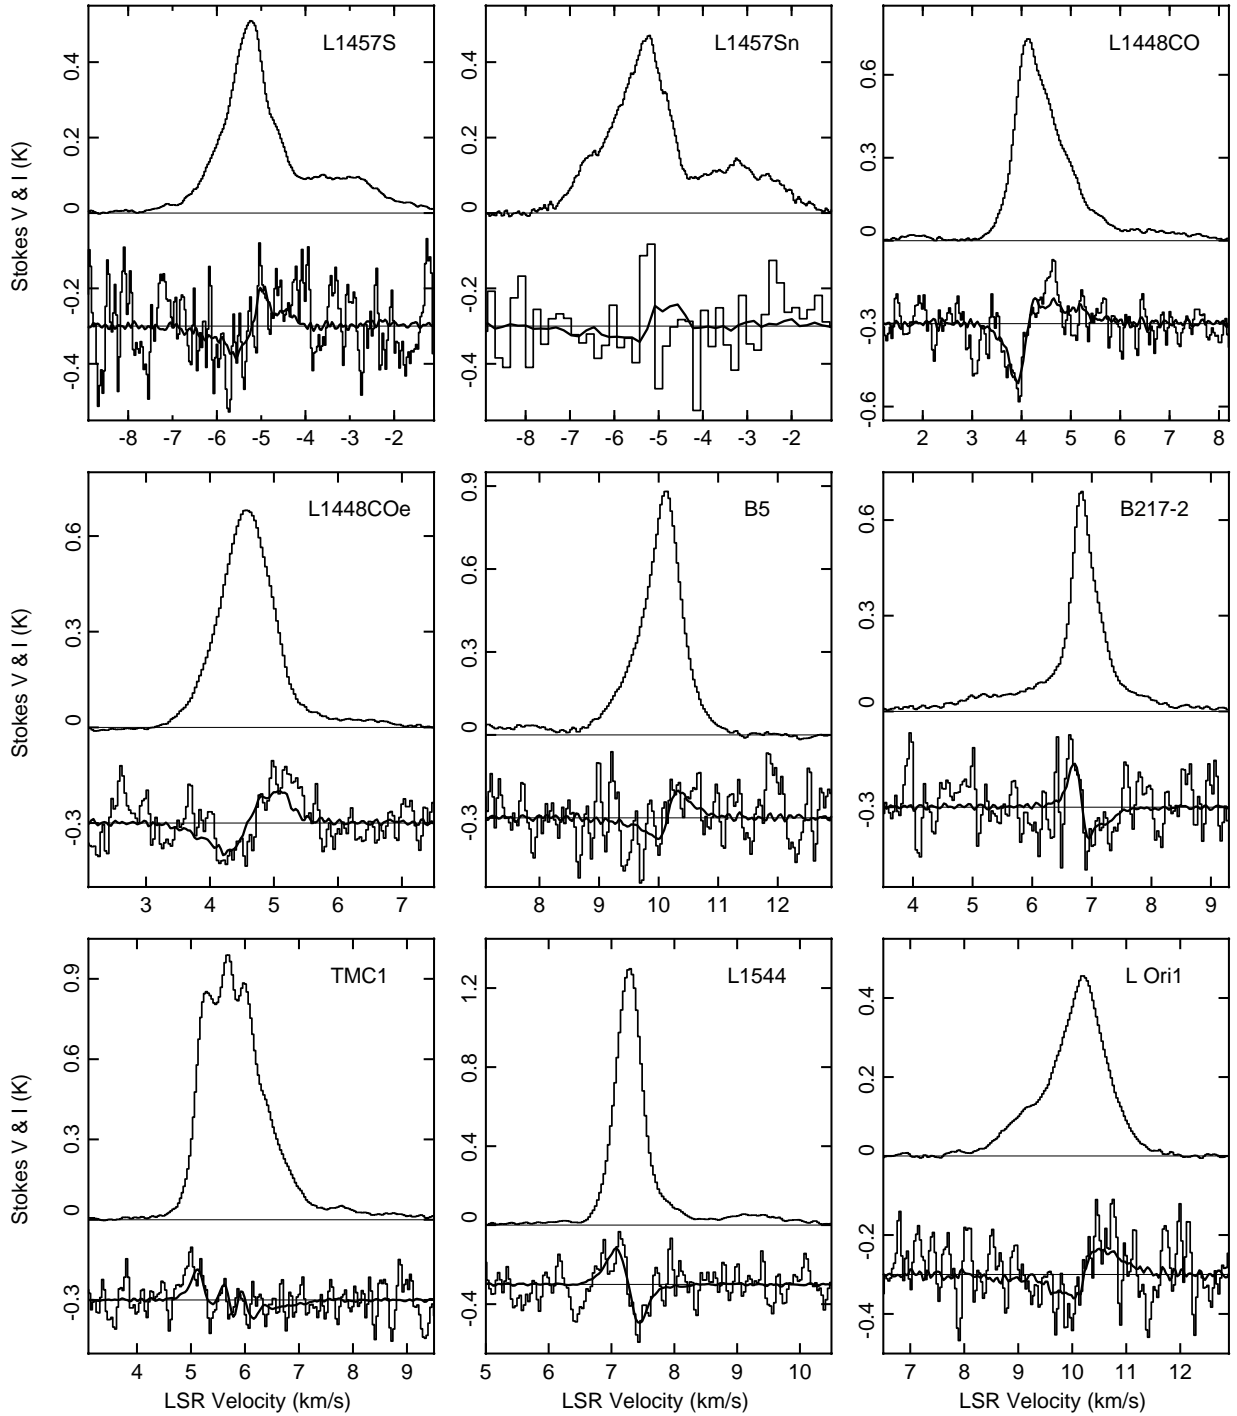 L1457S
L1457Sn
L1448CO
Stokes V & I (K)
0.4
0.2
0
-0.2
-0.4
0.4
0.2
0
-0.2
-0.4
0.6
0.3
0
-0.3
-0.6
-8 -7 -6 -5 -4 -3 -2
-8 -7 -6 -5 -4 -3 -2
2 3 4 5 6 7 8
L1448COe
B5
B217-2
Stokes V & I (K)
0.6
0.3
0
-0.3
0.9
0.6
0.3
0
-0.3
0.6
0.3
0
-0.3
3 4 5 6 7
8 9 10 11 12
4 5 6 7 8 9
TMC1
L1544
L Ori1
Stokes V & I (K)
0.9
0.6
0.3
0
-0.3
1.2
0.8
0.4
0
-0.4
0.4
0.2
0
-0.2
-0.4
4 5 6 7 8 9
5 6 7 8 9 10
7 8 9 10 11 12
LSR Velocity (km/s)
LSR Velocity (km/s)
LSR Velocity (km/s)